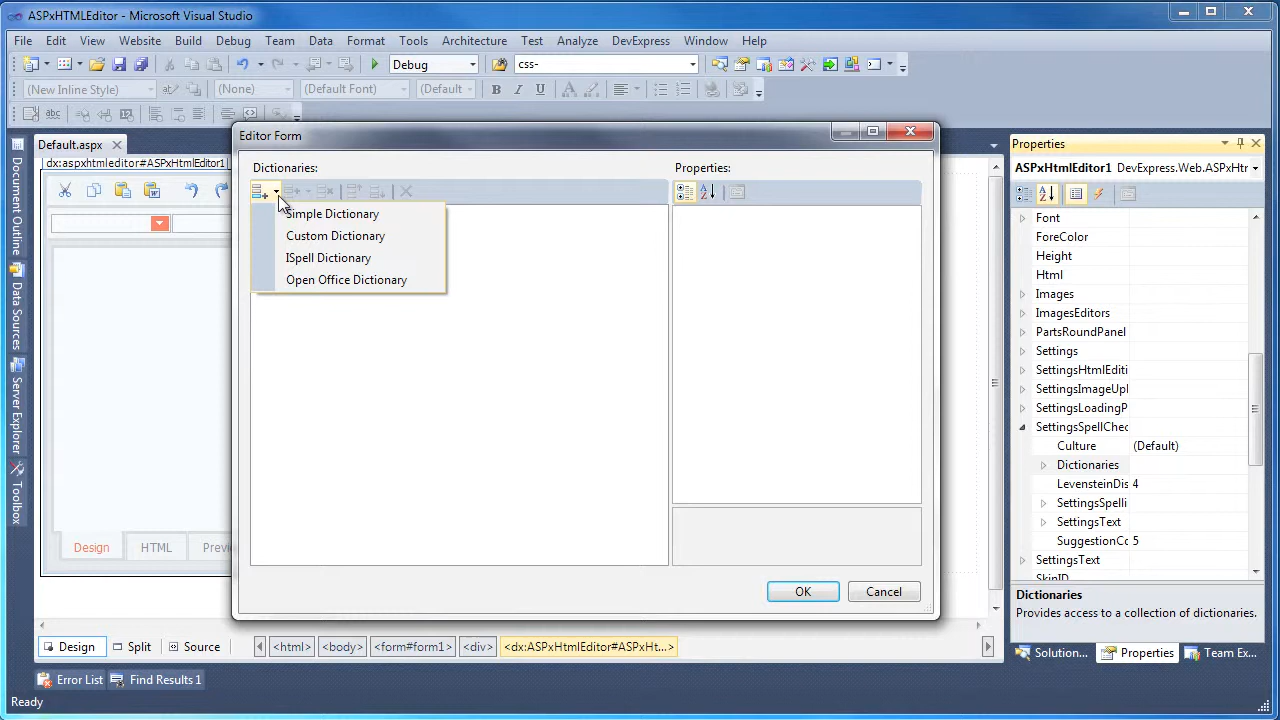 ASPxHTMLEditor - Microsoft Visual Studio
File Edit View Website Build Debug Team Data Format Tools Architecture Test Analyze DevExpress Window Help
Debug css-
(New Inline Style) (None) (Default Font) (Default B I U A
abc
Default.aspx
dx:aspxhtmleditor#ASPxHtmlEditor1
Document Outline
Data Sources
Server Explorer
Toolbox
Design HTML Previ
Editor Form
Dictionaries:
Simple Dictionary
Custom Dictionary
ISpell Dictionary
Open Office Dictionary
Properties:
OK Cancel
Properties
ASPxHtmlEditor1 DevExpress.Web.ASPxHtr
Font
ForeColor
Height
Html
Images
ImagesEditors
PartsRoundPanel
Settings
SettingsHtmlEditi
SettingsImageUpl
SettingsLoadingP
SettingsSpellChec
Culture (Default)
Dictionaries
LevensteinDis 4
SettingsSpelli
SettingsText
SuggestionCo 5
SettingsText
SkinID
Dictionaries
Provides access to a collection of dictionaries.
Design Split Source <html> <body> <form#form1> <div> <dx:ASPxHtmlEditor#ASPxHt...>
Solution... Properties Team Ex...
Error List Find Results 1
Ready